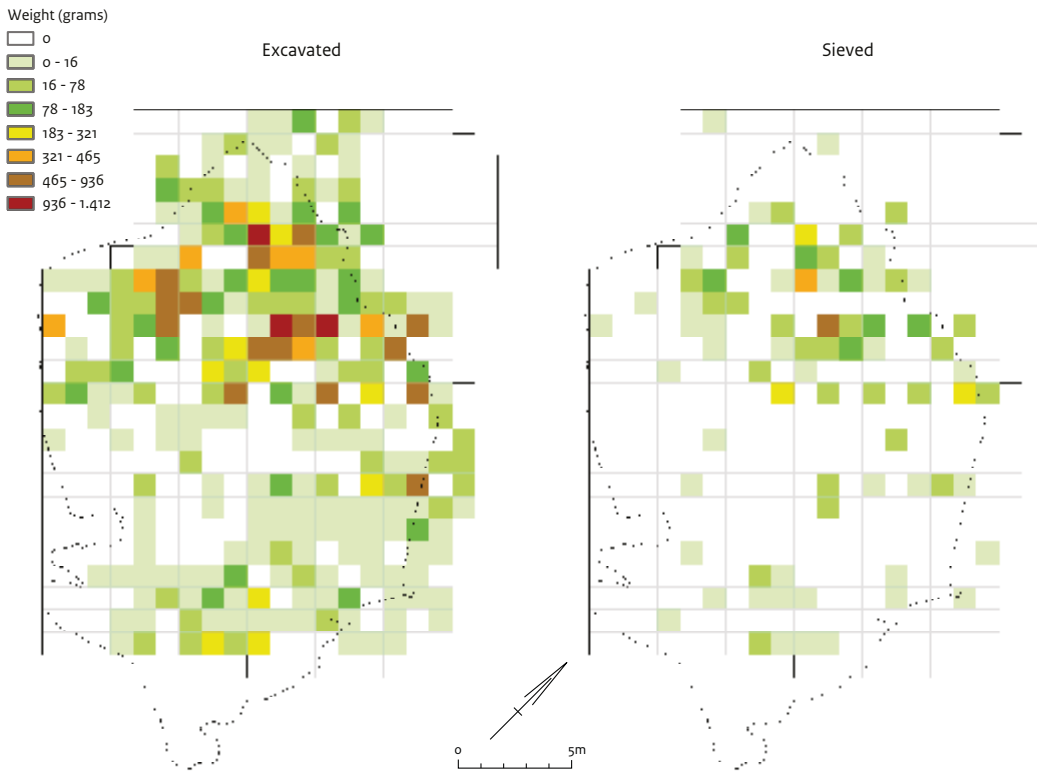 Weight (grams)
0
0 - 16
16 - 78
78 - 183
183 - 321
321 - 465
465 - 936
936 - 1.412
Excavated
Sieved
0
5m